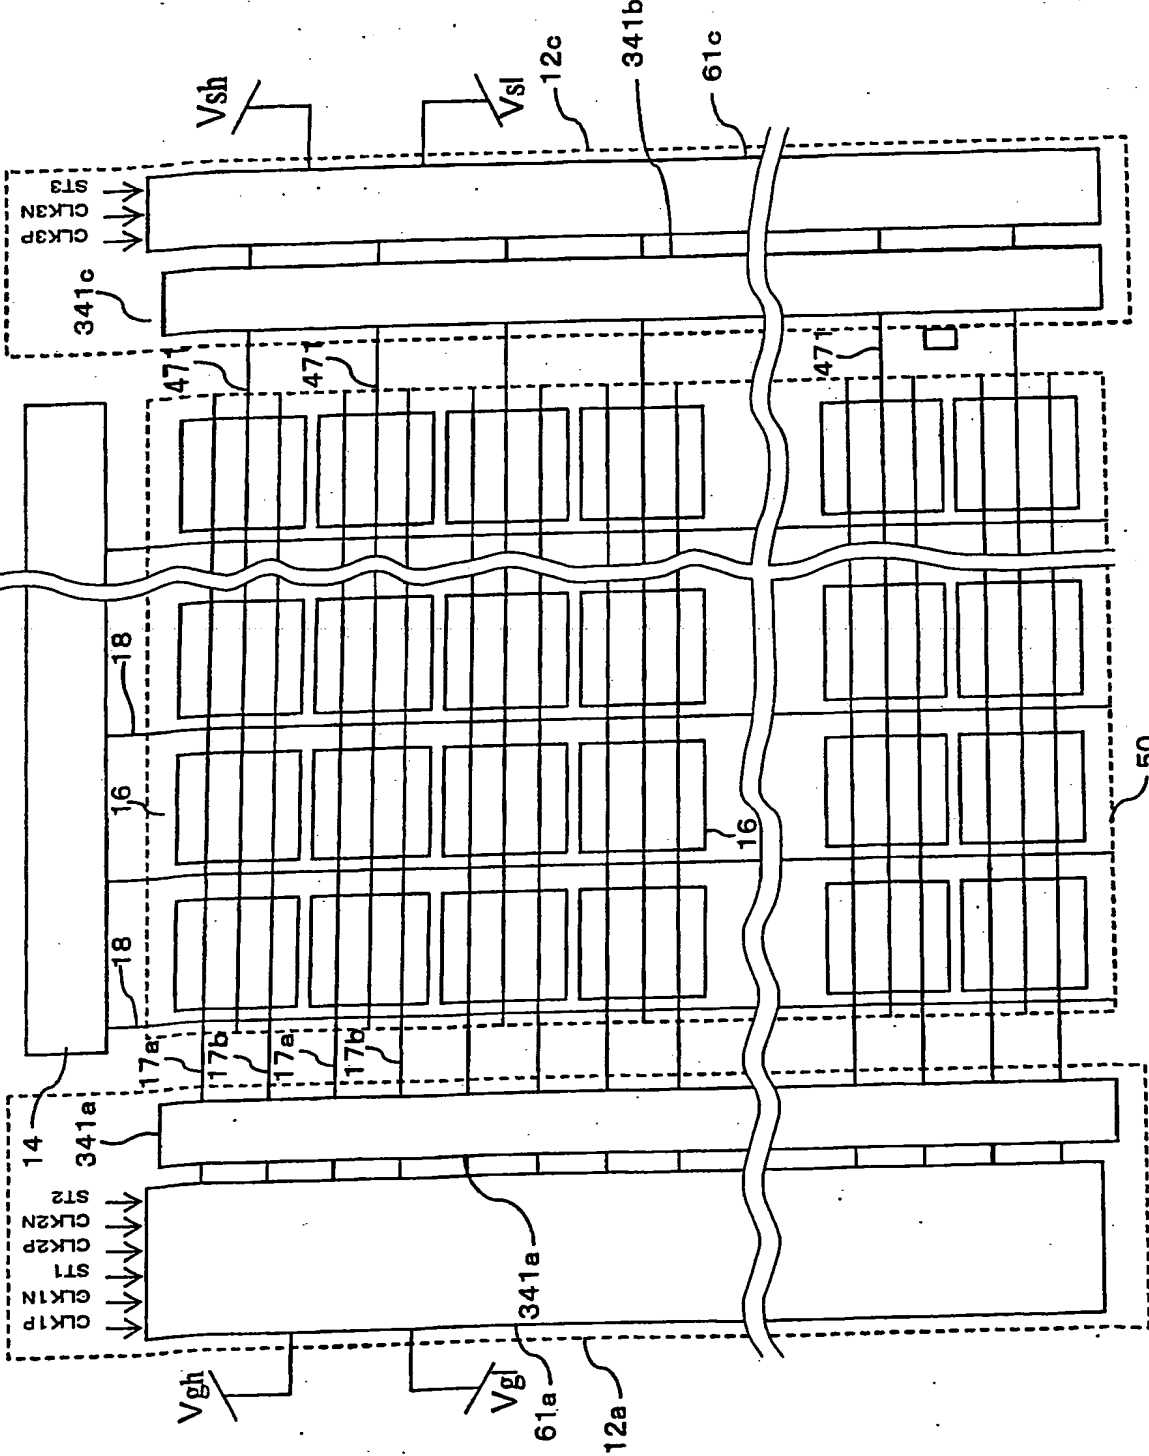 Vsh
Vsl
12c
341b
61c
ST3
CLK3N
CLK3P
341c
471
471
471
18
16
16
50
18
17a
17b
17a
17b
14
341a
ST2
CLK2N
CLK2P
ST1
CLK1N
CLK1P
341a
Vgh
Vgl
61a
12a